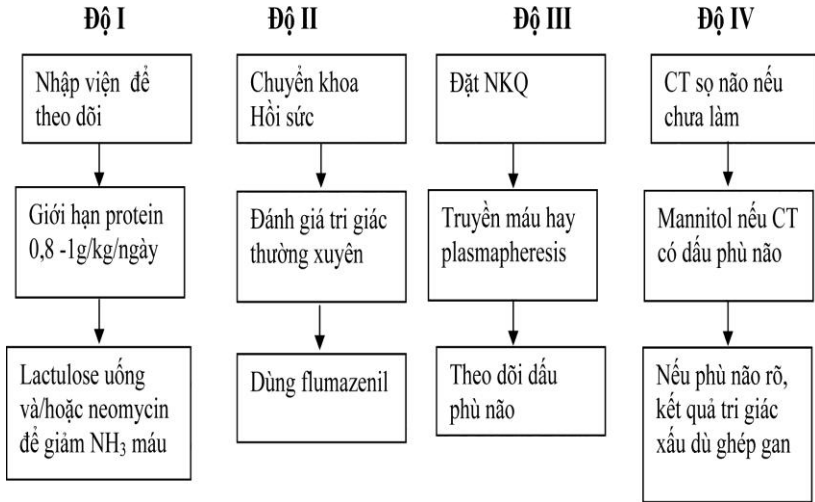 Độ I
Độ II
Độ III
Độ IV
Nhập viện để
theo dõi
Chuyển khoa
Hồi sức
Đặt NKQ
CT sọ não nếu
chưa làm
Giới hạn protein
0,8 -1g/kg/ngày
Đánh giá tri giác
thường xuyên
Truyền máu hay
plasmapheresis
Mannitol nếu CT
có dấu phù não
Lactulose uống
và/hoặc neomycin
để giảm NH₃ máu
Dùng flumazenil
Theo dõi dấu
phù não
Nếu phù não rõ,
kết quả tri giác
xấu dù ghép gan